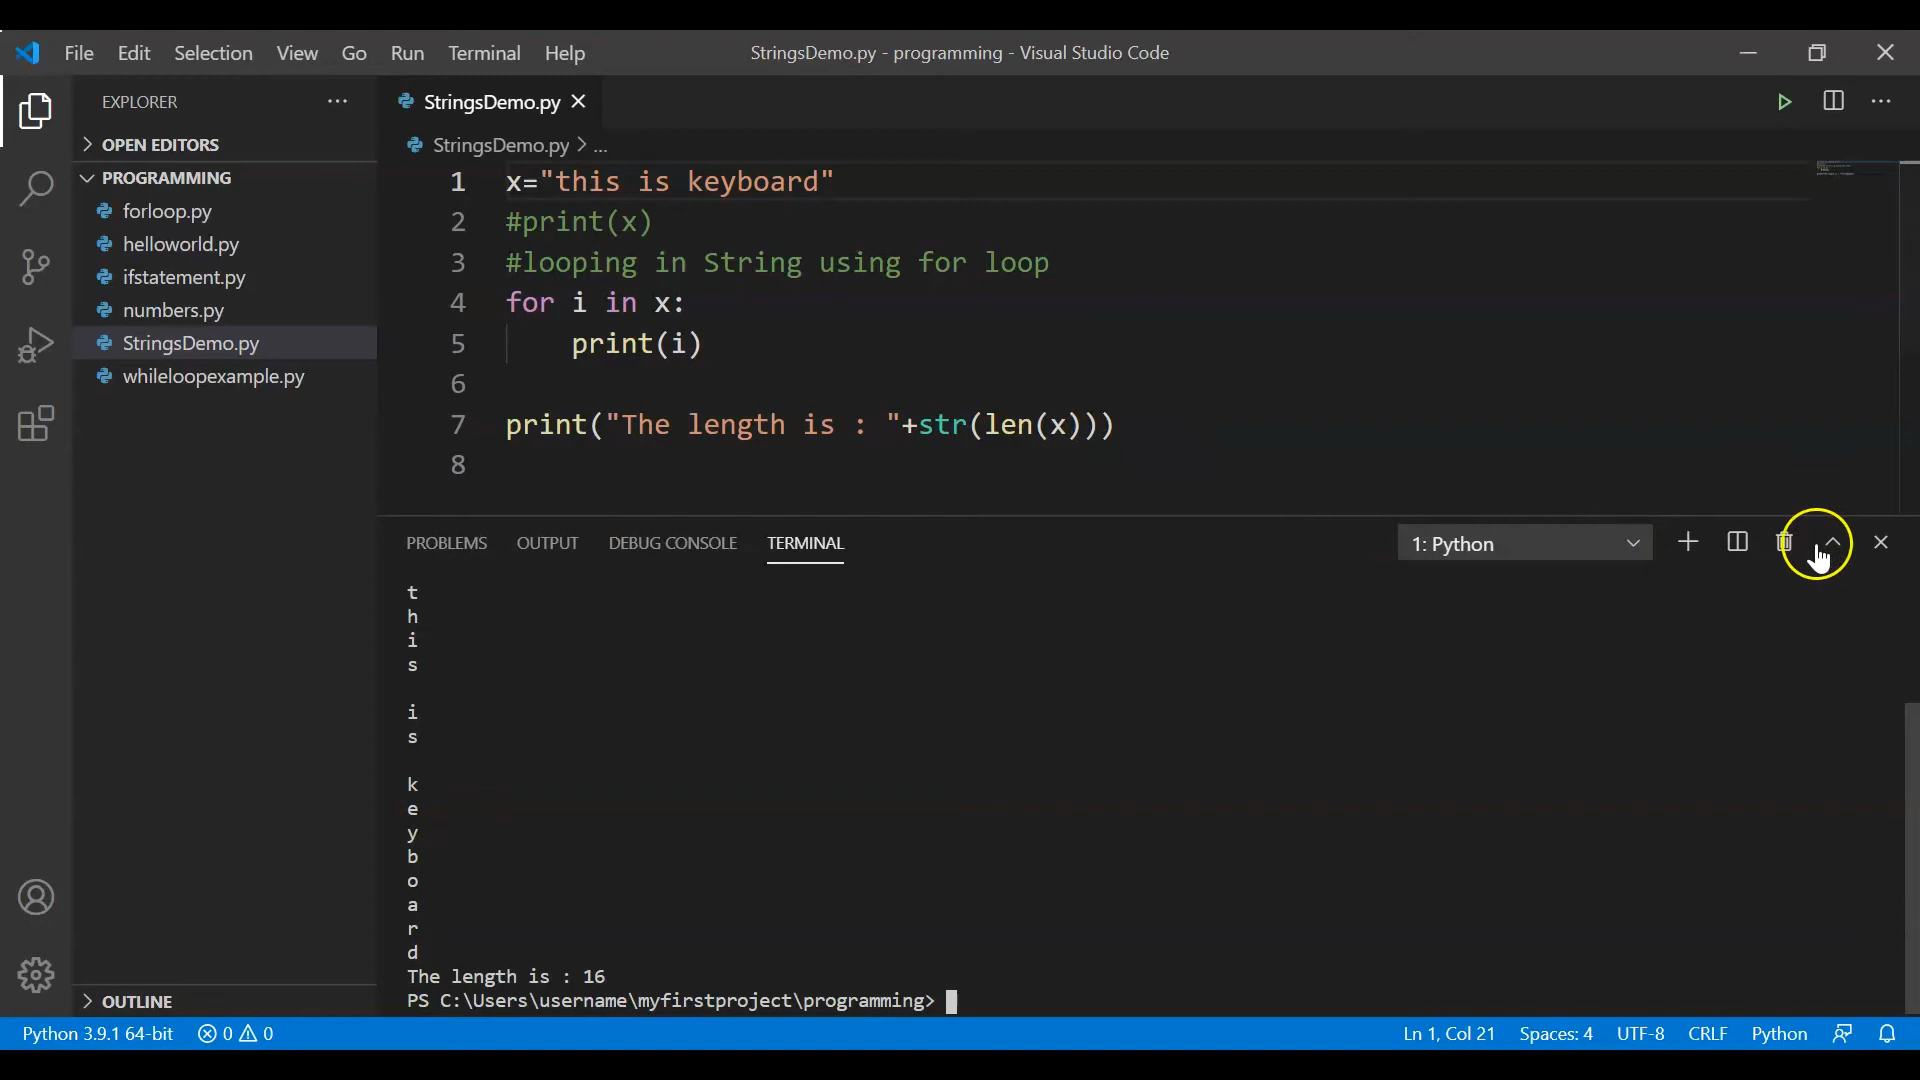 File Edit Selection View Go Run Terminal Help StringsDemo.py - programming - Visual Studio Code
EXPLORER
OPEN EDITORS
PROGRAMMING
forloop.py
helloworld.py
ifstatement.py
numbers.py
StringsDemo.py
whileloopexample.py
OUTLINE
StringsDemo.py
StringsDemo.py > ...
1 x="this is keyboard"
2 #print(x)
3 #looping in String using for loop
4 for i in x:
5     print(i)
6
7 print("The length is : "+str(len(x)))
8
PROBLEMS OUTPUT DEBUG CONSOLE TERMINAL 1: Python
t
h
i
s
i
s
k
e
y
b
o
a
r
d
The length is : 16
PS C:\Users\username\myfirstproject\programming>
Python 3.9.1 64-bit 0 0 Ln 1, Col 21 Spaces: 4 UTF-8 CRLF Python